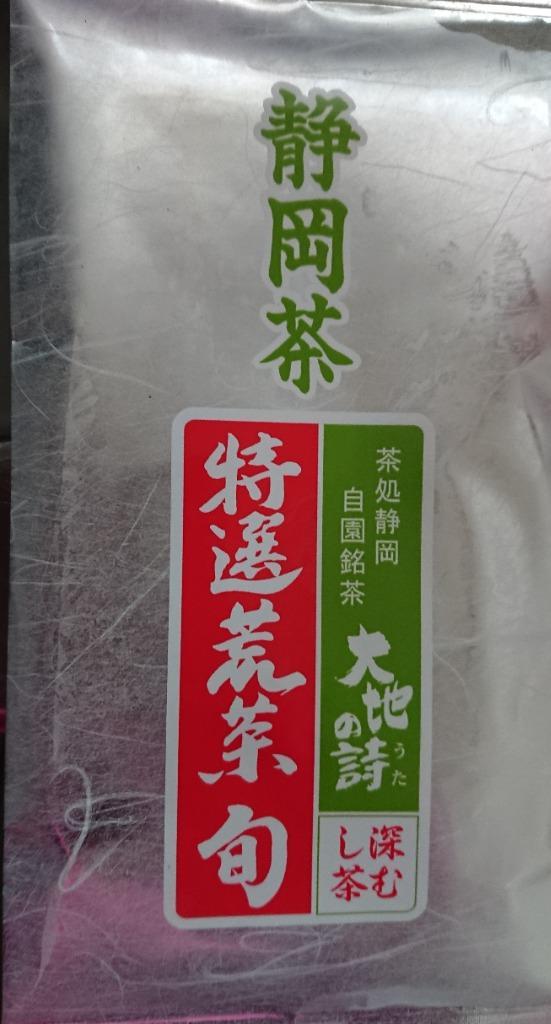 静岡茶
茶処静岡
自園銘茶
大地の詩
うた
深むし茶
特選荒茶 旬